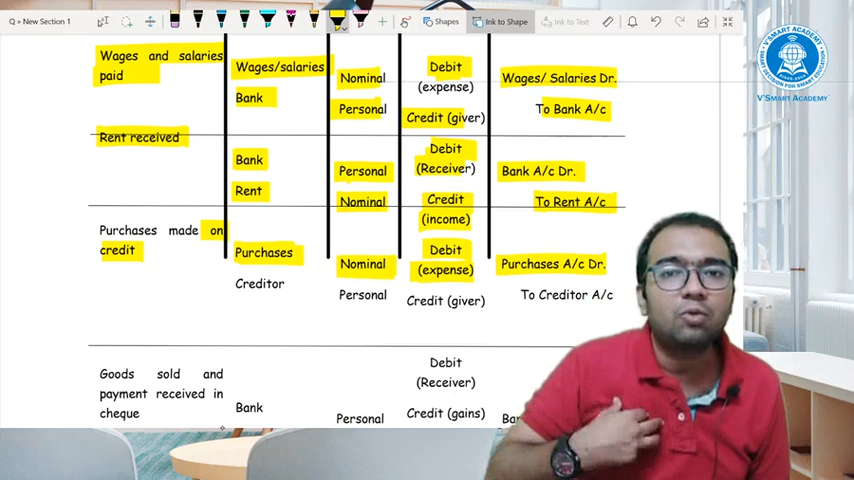 Q » New Section 1
Shapes
Ink to Shape
Ink to Text
V'SMART ACADEMY
V'SMART ACADEMY
Wages and salaries
paid
Wages/salaries
Bank
Nominal
Personal
Debit
(expense)
Credit (giver)
Wages/ Salaries Dr.
To Bank A/c
Rent received
Bank
Rent
Personal
Nominal
Debit
(Receiver)
Credit
(income)
Bank A/c Dr.
To Rent A/c
Purchases made on
credit
Purchases
Creditor
Nominal
Personal
Debit
(expense)
Credit (giver)
Purchases A/c Dr.
To Creditor A/c
Goods sold and
payment received in
cheque
Bank
Personal
Debit
(Receiver)
Credit (gains)